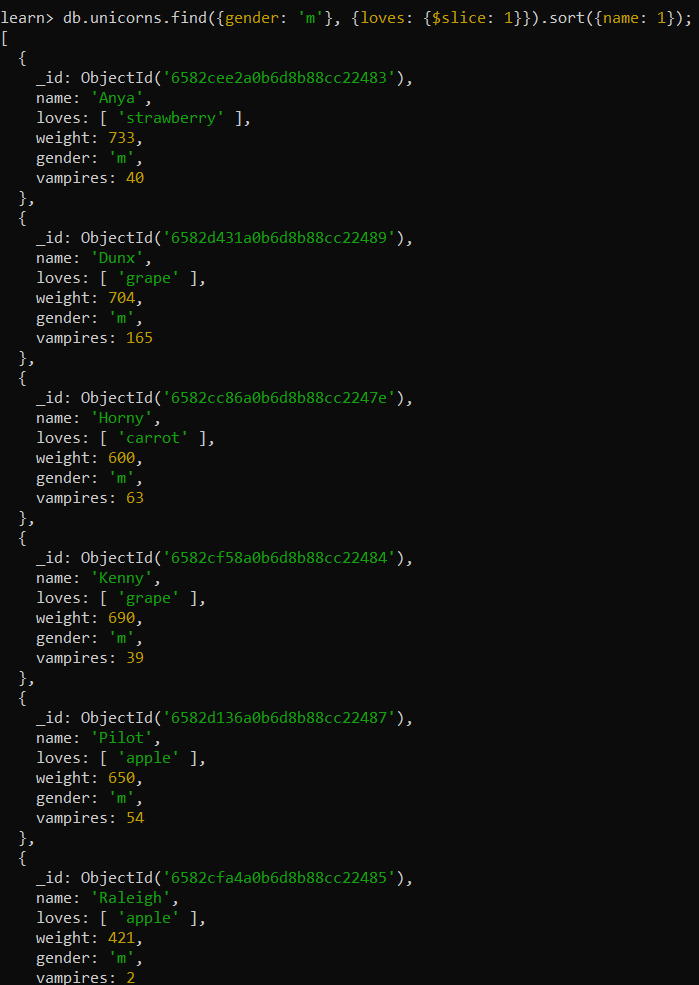 learn> db.unicorns.find({gender: 'm'}, {loves: {$slice: 1}}).sort({name: 1});
[
  {
    _id: ObjectId('6582cee2a0b6d8b88cc22483'),
    name: 'Anya',
    loves: [ 'strawberry' ],
    weight: 733,
    gender: 'm',
    vampires: 40
  },
  {
    _id: ObjectId('6582d431a0b6d8b88cc22489'),
    name: 'Dunx',
    loves: [ 'grape' ],
    weight: 704,
    gender: 'm',
    vampires: 165
  },
  {
    _id: ObjectId('6582cc86a0b6d8b88cc2247e'),
    name: 'Horny',
    loves: [ 'carrot' ],
    weight: 600,
    gender: 'm',
    vampires: 63
  },
  {
    _id: ObjectId('6582cf58a0b6d8b88cc22484'),
    name: 'Kenny',
    loves: [ 'grape' ],
    weight: 690,
    gender: 'm',
    vampires: 39
  },
  {
    _id: ObjectId('6582d136a0b6d8b88cc22487'),
    name: 'Pilot',
    loves: [ 'apple' ],
    weight: 650,
    gender: 'm',
    vampires: 54
  },
  {
    _id: ObjectId('6582cfa4a0b6d8b88cc22485'),
    name: 'Raleigh',
    loves: [ 'apple' ],
    weight: 421,
    gender: 'm',
    vampires: 2